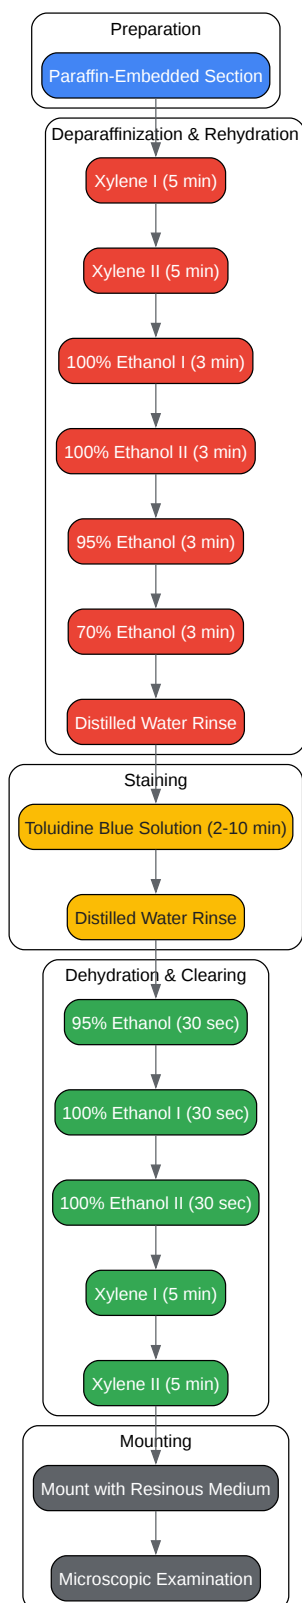 Preparation
Paraffin-Embedded Section
Deparaffinization & Rehydration
Xylene I (5 min)
Xylene II (5 min)
100% Ethanol I (3 min)
100% Ethanol II (3 min)
95% Ethanol (3 min)
70% Ethanol (3 min)
Distilled Water Rinse
Staining
Toluidine Blue Solution (2-10 min)
Distilled Water Rinse
Dehydration & Clearing
95% Ethanol (30 sec)
100% Ethanol I (30 sec)
100% Ethanol II (30 sec)
Xylene I (5 min)
Xylene II (5 min)
Mounting
Mount with Resinous Medium
Microscopic Examination